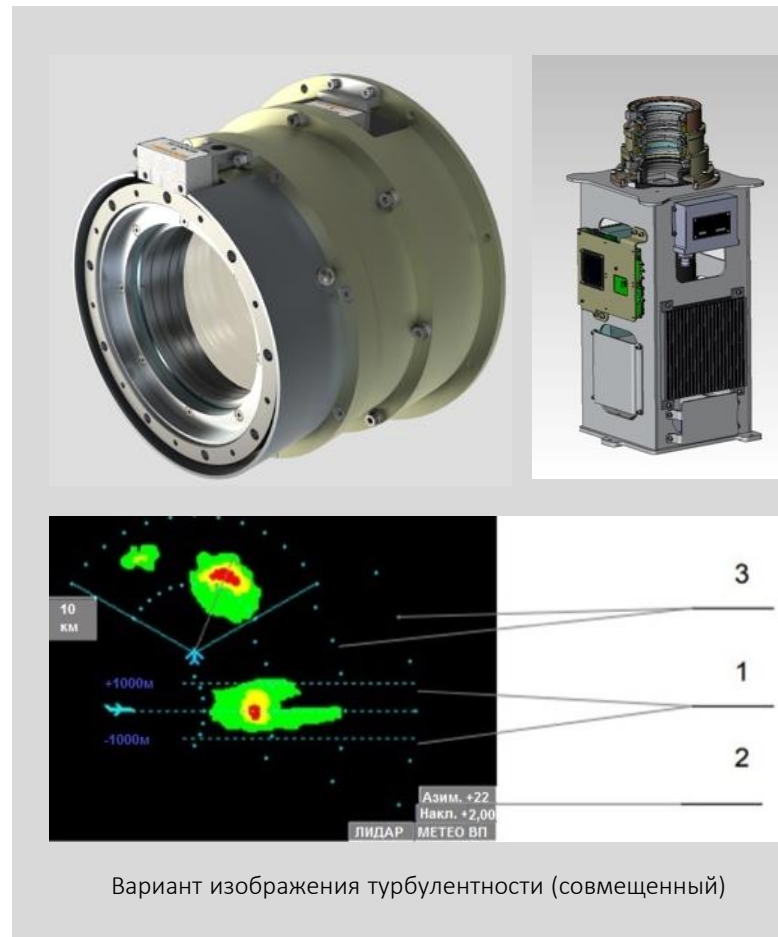 3
10
км
1
+1000м
-1000м
2
Азим. +22
Накл. +2,00
ЛИДАР МЕТЕО ВП
Вариант изображения турбулентности (совмещенный)